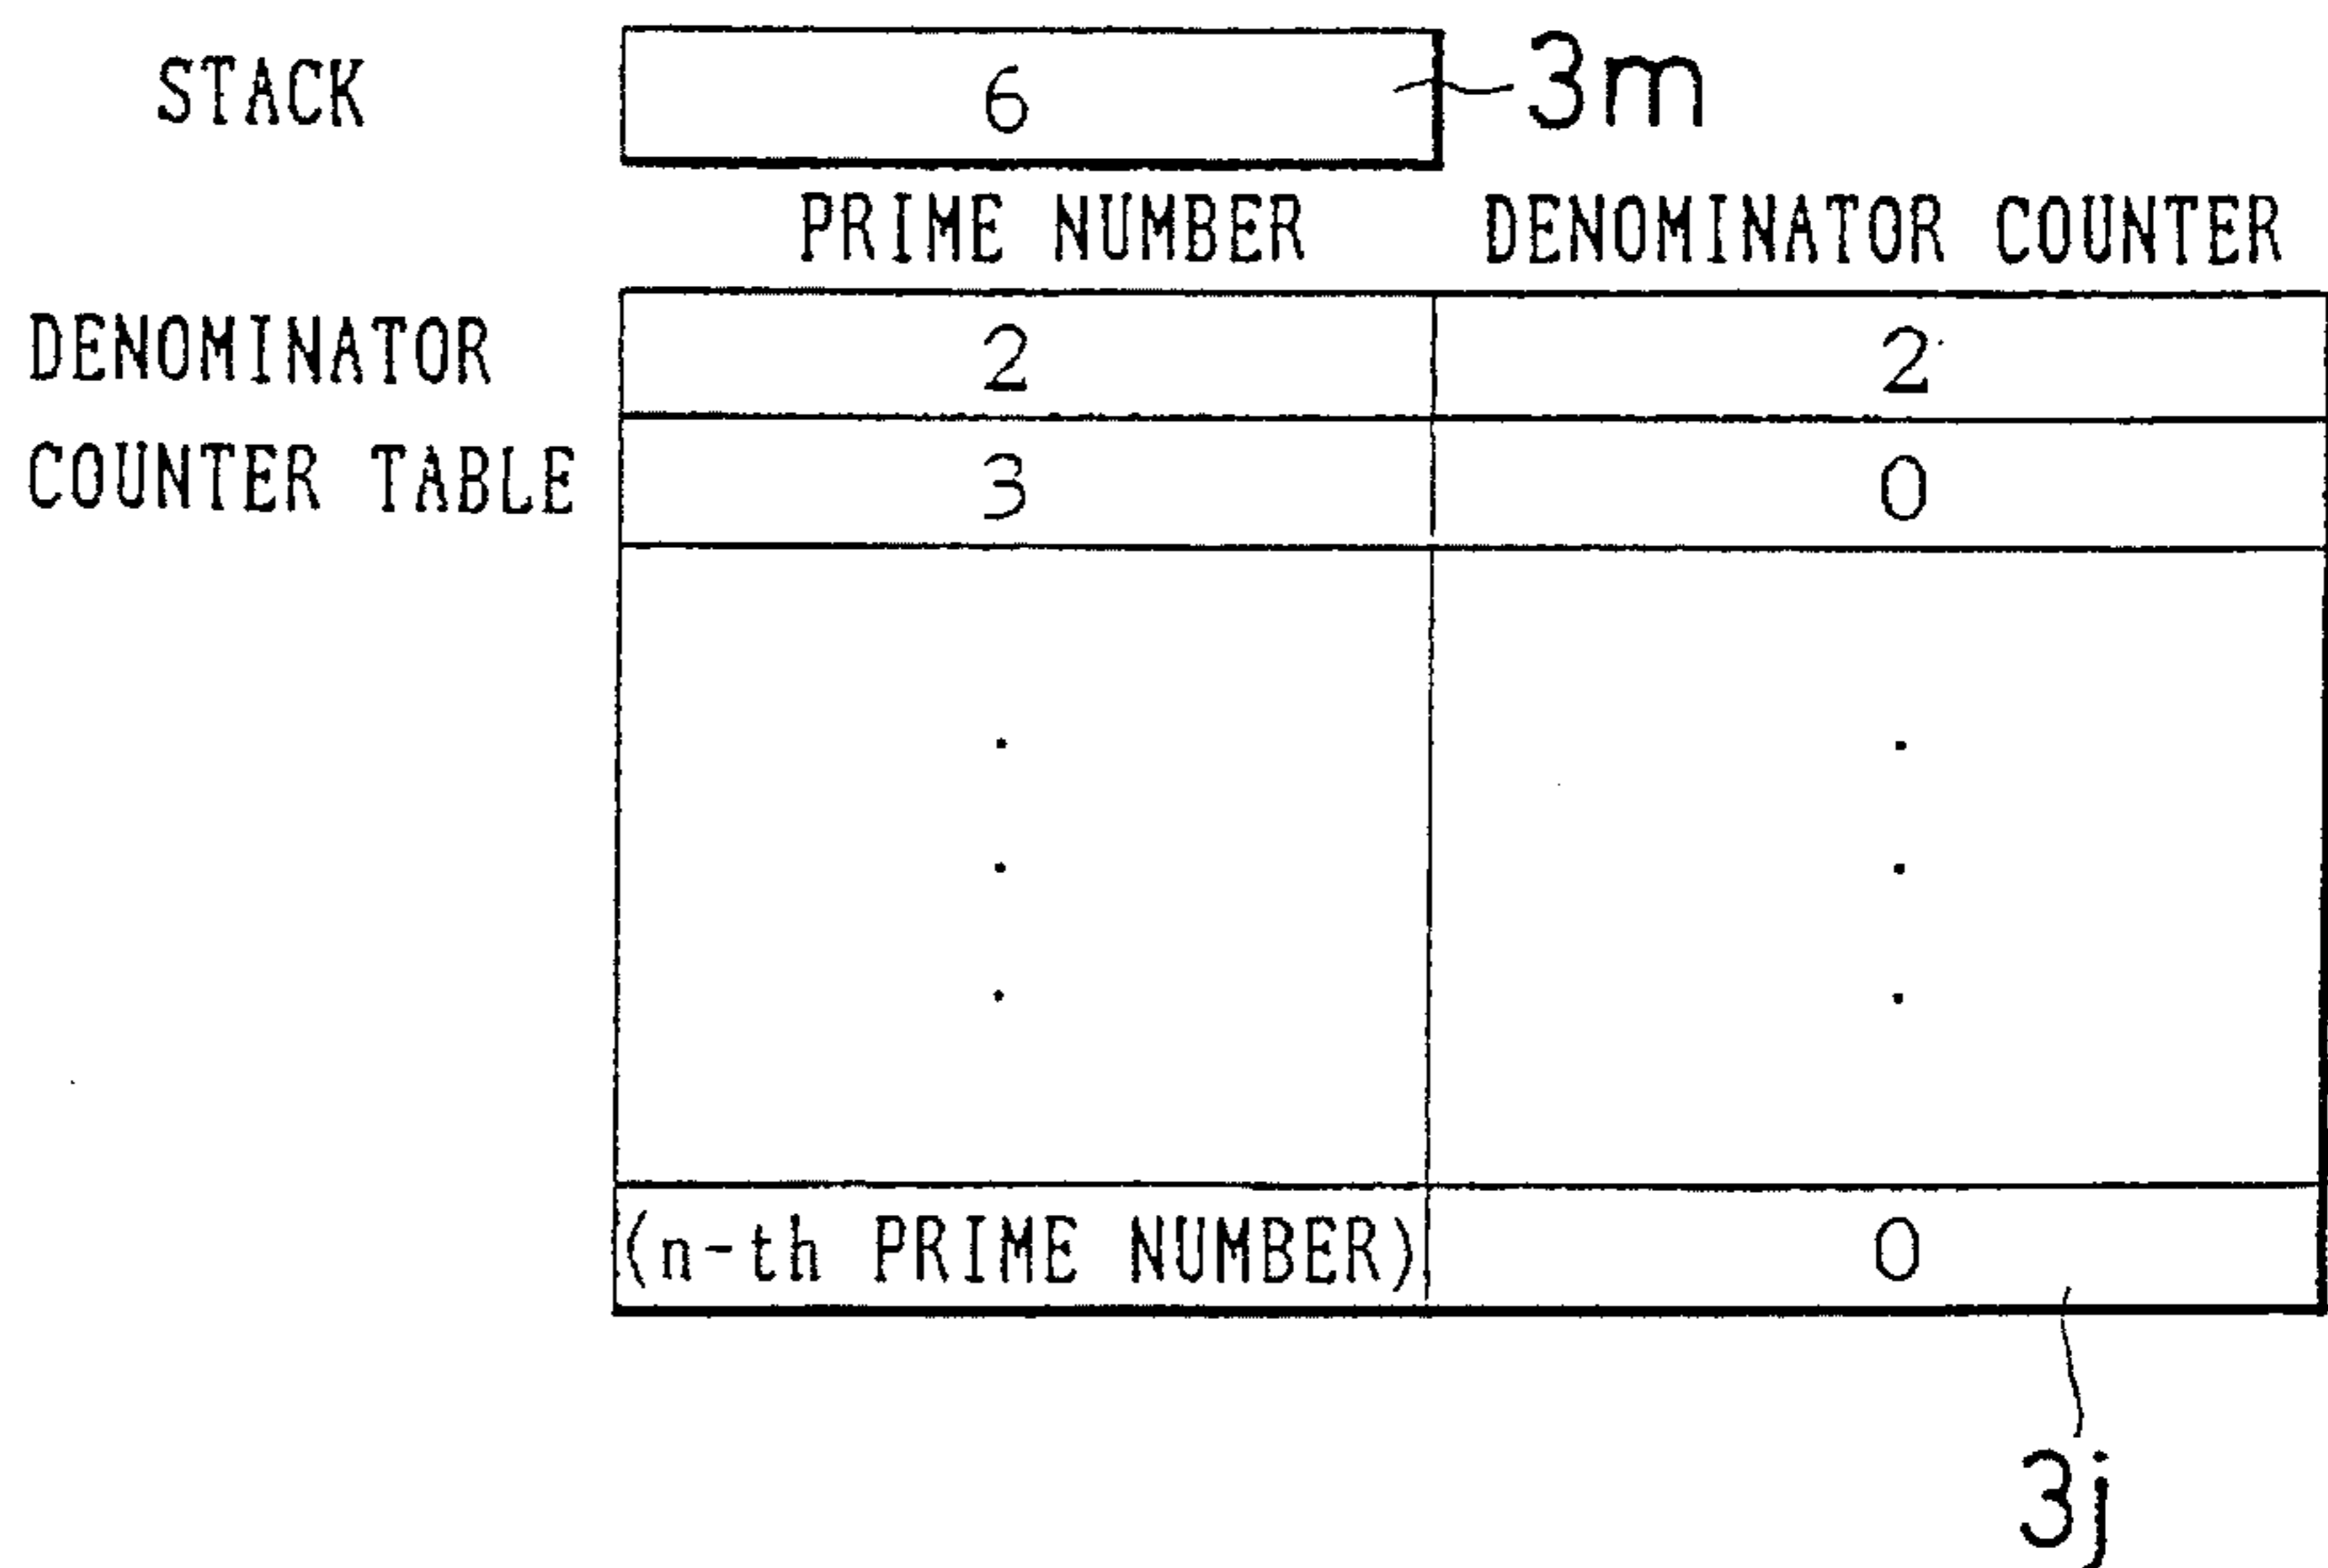 STACK 6 3m
PRIME NUMBER DENOMINATOR COUNTER
DENOMINATOR 2 2
COUNTER TABLE 3 0
(n-th PRIME NUMBER) 0
3j